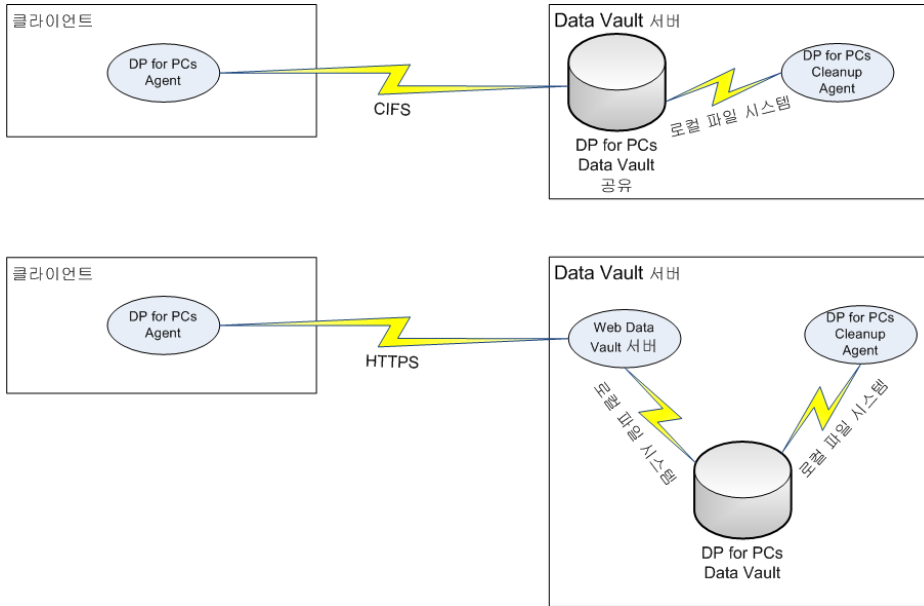 클라이언트
DP for PCs
Agent
CIFS
Data Vault 서버
DP for PCs
Data Vault
공유
로컬 파일 시스템
DP for PCs
Cleanup
Agent
클라이언트
DP for PCs
Agent
HTTPS
Data Vault 서버
Web Data
Vault 서버
DP for PCs
Cleanup
Agent
로컬 파일 시스템
로컬 파일 시스템
DP for PCs
Data Vault